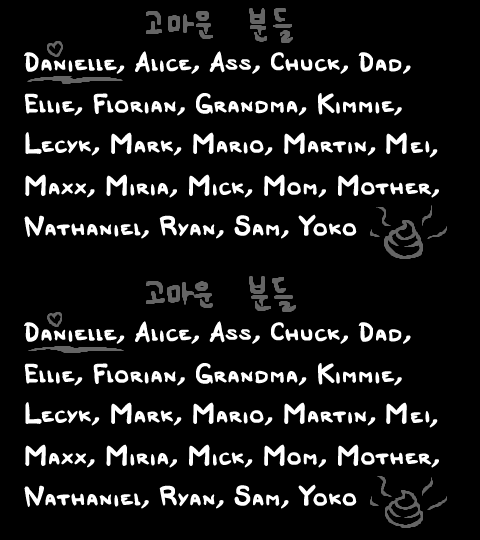 고마운 분들
Danielle, Alice, Ass, Chuck, Dad,
Ellie, Florian, Grandma, Kimmie,
Lecyk, Mark, Mario, Martin, Mei,
Maxx, Miria, Mick, Mom, Mother,
Nathaniel, Ryan, Sam, Yoko
고마운 분들
Danielle, Alice, Ass, Chuck, Dad,
Ellie, Florian, Grandma, Kimmie,
Lecyk, Mark, Mario, Martin, Mei,
Maxx, Miria, Mick, Mom, Mother,
Nathaniel, Ryan, Sam, Yoko